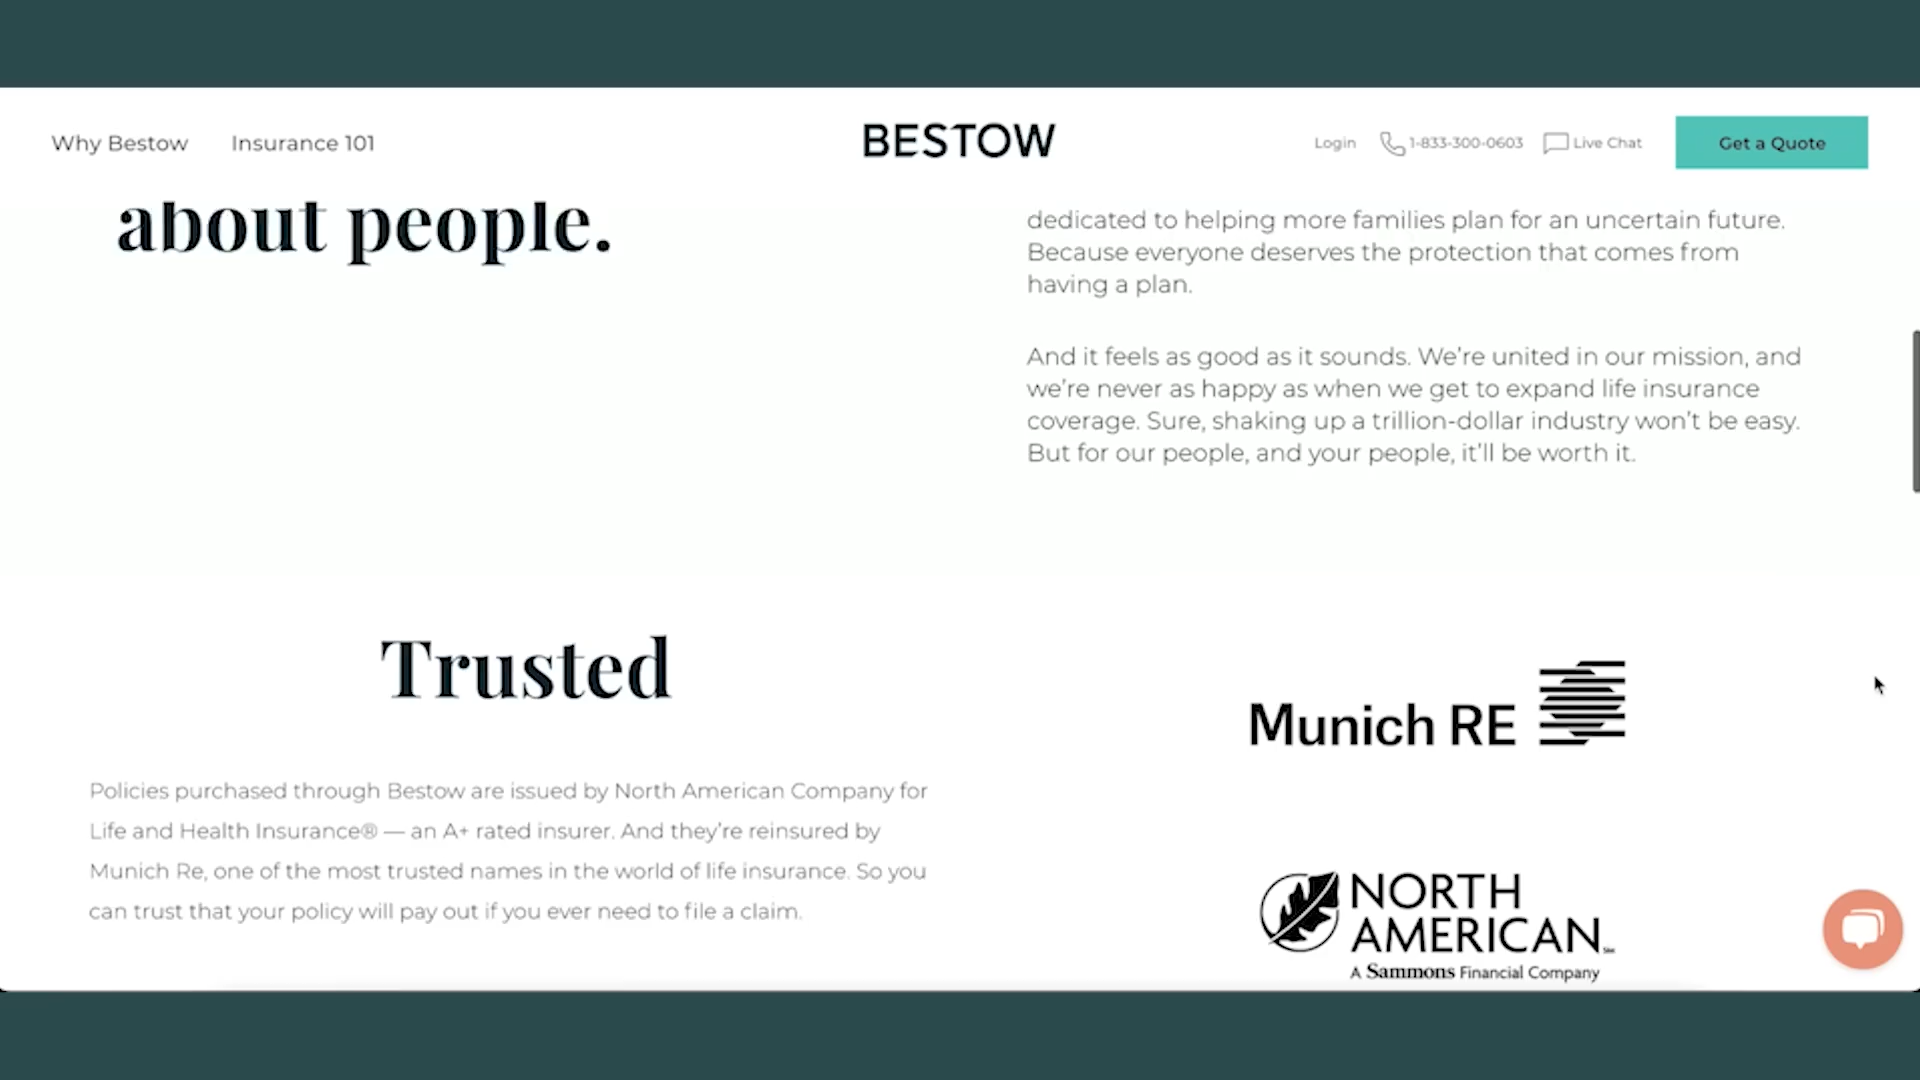 Why Bestow
Insurance 101
BESTOW
Login
1-833-300-0603
Live Chat
Get a Quote
about people.
dedicated to helping more families plan for an uncertain future.
Because everyone deserves the protection that comes from
having a plan.
And it feels as good as it sounds. We're united in our mission, and
we're never as happy as when we get to expand life insurance
coverage. Sure, shaking up a trillion-dollar industry won't be easy.
But for our people, and your people, it'll be worth it.
Trusted
Policies purchased through Bestow are issued by North American Company for
Life and Health Insurance® — an A+ rated insurer. And they're reinsured by
Munich Re, one of the most trusted names in the world of life insurance. So you
can trust that your policy will pay out if you ever need to file a claim.
Munich RE
NORTH
AMERICAN
A Sammons Financial Company